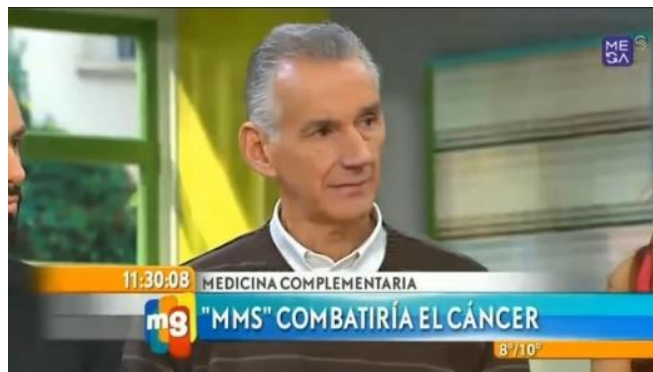 MEGA
11:30:08 MEDICINA COMPLEMENTARIA
mg "MMS" COMBATIRÍA EL CÁNCER
8°/10°